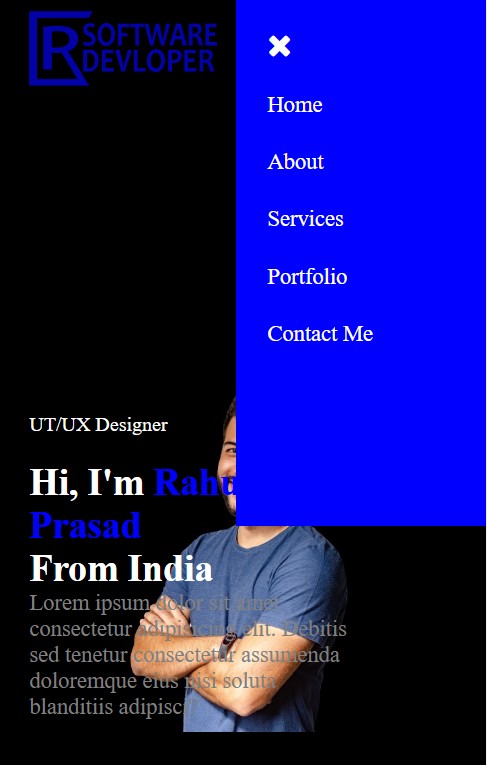 R SOFTWARE
DEVLOPER
Home
About
Services
Portfolio
Contact Me
UT/UX Designer
Hi, I'm Rahu
Prasad
From India
Lorem ipsum dolor sit amet
consectetur adipisicing elit. Debitis
sed tenetur consectetur assumenda
doloremque eius nisi soluta
blanditiis adipisci